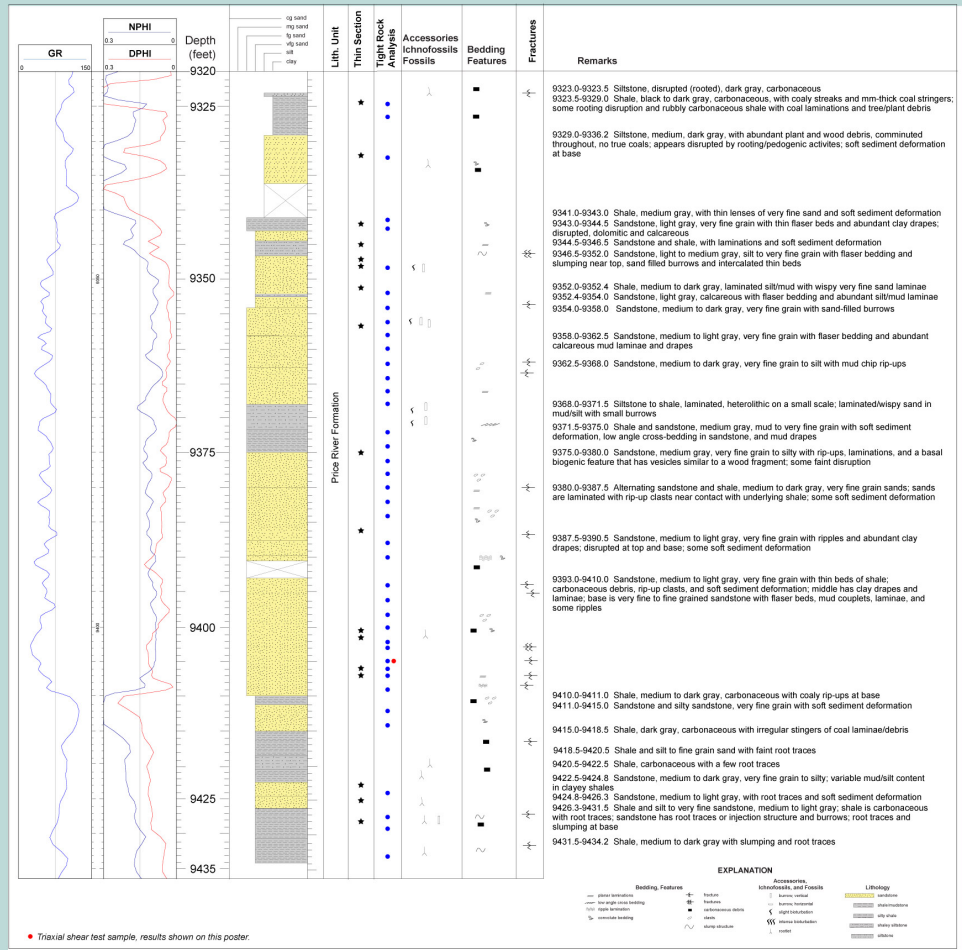 cg sand
mg sand
fg sand
vfg sand
silt
clay
NPHI
0.3 0
GR
0 150
DPHI
0.3 0
Depth
(feet)
Lith. Unit
Thin Section
Tight Rock
Analysis
Accessories
Ichnofossils
Fossils
Bedding
Features
Fractures
Remarks
9320
9325
9350
9375
9400
9425
9435
Price River Formation
9323.0-9323.5 Siltstone, disrupted (rooted), dark gray, carbonaceous
9323.5-9329.0 Shale, black to dark gray, carbonaceous, with coaly streaks and mm-thick coal stringers;
some rooting disruption and rubbly carbonaceous shale with coal laminations and tree/plant debris
9329.0-9336.2 Siltstone, medium, dark gray, with abundant plant and wood debris, comminuted
throughout, no true coals; appears disrupted by rooting/pedogenic activites; soft sediment deformation
at base
9341.0-9343.0 Shale, medium gray, with thin lenses of very fine sand and soft sediment deformation
9343.0-9344.5 Sandstone, light gray, very fine grain with thin flaser beds and abundant clay drapes;
disrupted, dolomitic and calcareous
9344.5-9346.5 Sandstone and shale, with laminations and soft sediment deformation
9346.5-9352.0 Sandstone, light to medium gray, silt to very fine grain with flaser bedding and
slumping near top, sand filled burrows and intercalated thin beds
9352.0-9352.4 Shale, medium to dark gray, laminated silt/mud with wispy very fine sand laminae
9352.4-9354.0 Sandstone, light gray, calcareous with flaser bedding and abundant silt/mud laminae
9354.0-9358.0 Sandstone, medium to dark gray, very fine grain with sand-filled burrows
9358.0-9362.5 Sandstone, medium to light gray, very fine grain with flaser bedding and abundant
calcareous mud laminae and drapes
9362.5-9368.0 Sandstone, medium to dark gray, very fine grain to silt with mud chip rip-ups
9368.0-9371.5 Siltstone to shale, laminated, heterolithic on a small scale; laminated/wispy sand in
mud/silt with small burrows
9371.5-9375.0 Shale and sandstone, medium gray, mud to very fine grain with soft sediment
deformation, low angle cross-bedding in sandstone, and mud drapes
9375.0-9380.0 Sandstone, medium gray, very fine grain to silty with rip-ups, laminations, and a basal
biogenic feature that has vesicles similar to a wood fragment; some faint disruption
9380.0-9387.5 Alternating sandstone and shale, medium to dark gray, very fine grain sands; sands
are laminated with rip-up clasts near contact with underlying shale; some soft sediment deformation
9387.5-9390.5 Sandstone, medium to light gray, very fine grain with ripples and abundant clay
drapes; disrupted at top and base; some soft sediment deformation
9393.0-9410.0 Sandstone, medium to light gray, very fine grain with thin beds of shale;
carbonaceous debris, rip-up clasts, and soft sediment deformation; middle has clay drapes and
laminae; base is very fine to fine grained sandstone with flaser beds, mud couplets, laminae, and
some ripples
9410.0-9411.0 Shale, medium to dark gray, carbonaceous with coaly rip-ups at base
9411.0-9415.0 Sandstone and silty sandstone, very fine grain with soft sediment deformation
9415.0-9418.5 Shale, dark gray, carbonaceous with irregular stingers of coal laminae/debris
9418.5-9420.5 Shale and silt to fine grain sand with faint root traces
9420.5-9422.5 Shale, carbonaceous with a few root traces
9422.5-9424.8 Sandstone, medium to dark gray, very fine grain to silty; variable mud/silt content
in clayey shales
9424.8-9426.3 Sandstone, medium to light gray, with root traces and soft sediment deformation
9426.3-9431.5 Shale and silt to very fine sandstone, medium to light gray; shale is carbonaceous
with root traces; sandstone has root traces or injection structure and burrows; root traces and
slumping at base
9431.5-9434.2 Shale, medium to dark gray with slumping and root traces
EXPLANATION
Bedding, Features
planar laminations
low angle cross bedding
ripple lamination
convolute bedding
fracture
fractures
carbonaceous debris
clasts
slump structure
Accessories,
Ichnofossils, and Fossils
burrow, vertical
burrow, horizontal
slight bioturbation
intense bioturbation
rootlet
Lithology
sandstone
shale/mudstone
silty shale
shaley siltstone
siltstone
Triaxial shear test sample, results shown on this poster.